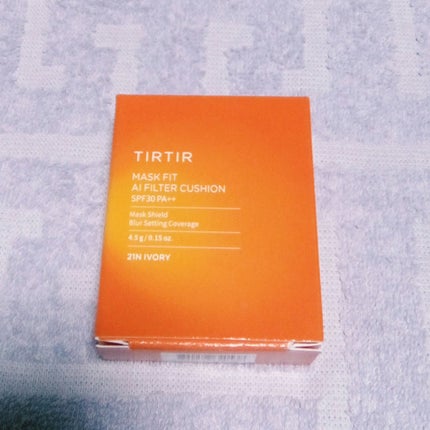 TIRTIR
MASK FIT
AI FILTER CUSHION
SPF30 PA++
Mask Shield
Blur Setting Coverage
4.5 g / 0.15 oz.
21N IVORY